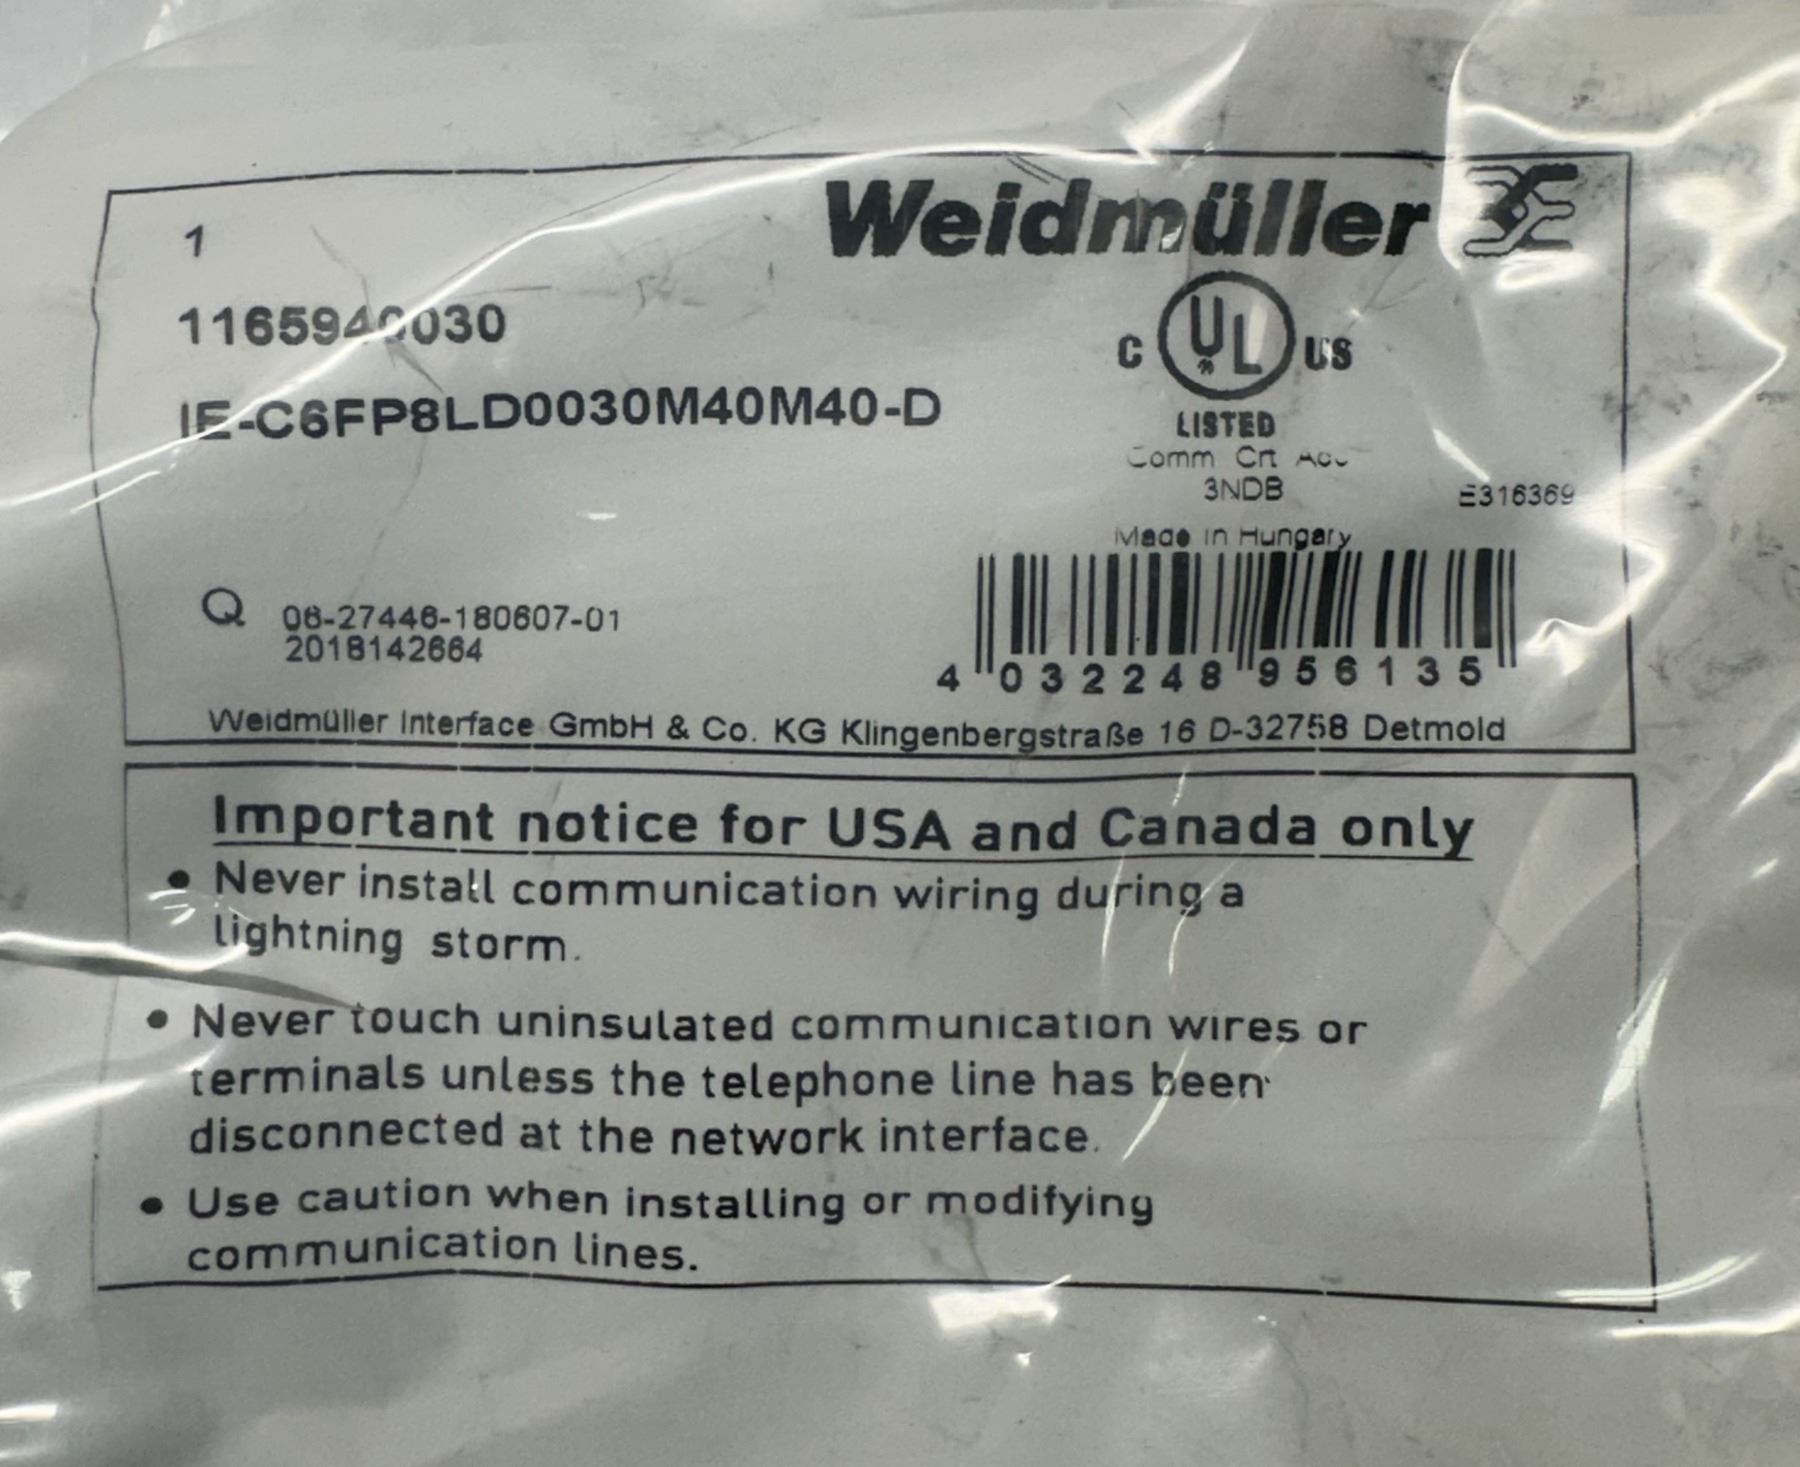 1
Weidmüller
1165940030
IE-C6FP8LD0030M40M40-D
C UL US
LISTED
Comm Crt Acc
3NDB
E316369
Made in Hungary
Q 06-27446-180607-01
2018142664
4 032248 956135
Weidmüller Interface GmbH & Co. KG Klingenbergstraße 16 D-32758 Detmold
Important notice for USA and Canada only
• Never install communication wiring during a
lightning storm.
• Never touch uninsulated communication wires or
terminals unless the telephone line has been
disconnected at the network interface.
• Use caution when installing or modifying
communication lines.